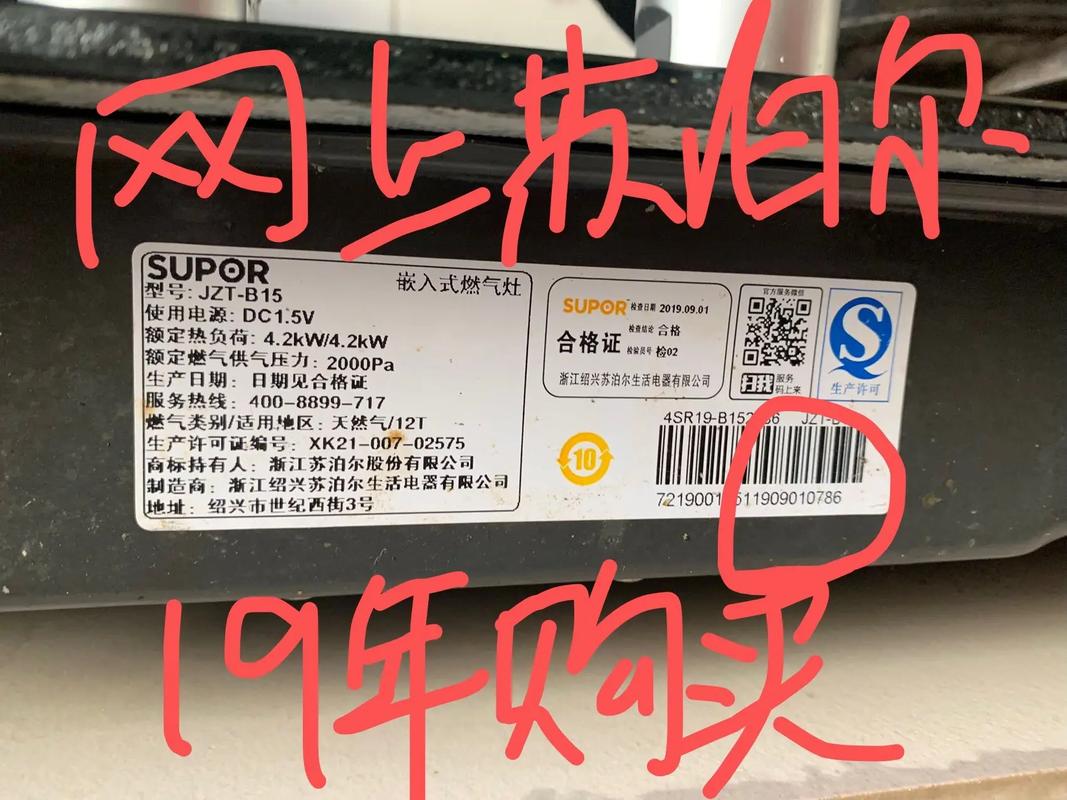 网上苏泊尔
SUPOR
嵌入式燃气灶
型号: JZT-B15
使用电源: DC1.5V
额定热负荷: 4.2kW/4.2kW
额定燃气供气压力: 2000Pa
生产日期: 日期见合格证
服务热线: 400-8899-717
燃气类别/适用地区: 天然气/12T
生产许可证编号: XK21-007-02575
商标持有人: 浙江苏泊尔股份有限公司
制造商: 浙江绍兴苏泊尔生活电器有限公司
地址: 绍兴市世纪西街3号
SUPOR 检查日期 2019.09.01
合格证 检查结论 合格
检验员号 检02
浙江绍兴苏泊尔生活电器有限公司
官方服务微信
扫我 服务
码上来
生产许可
10
19年购买